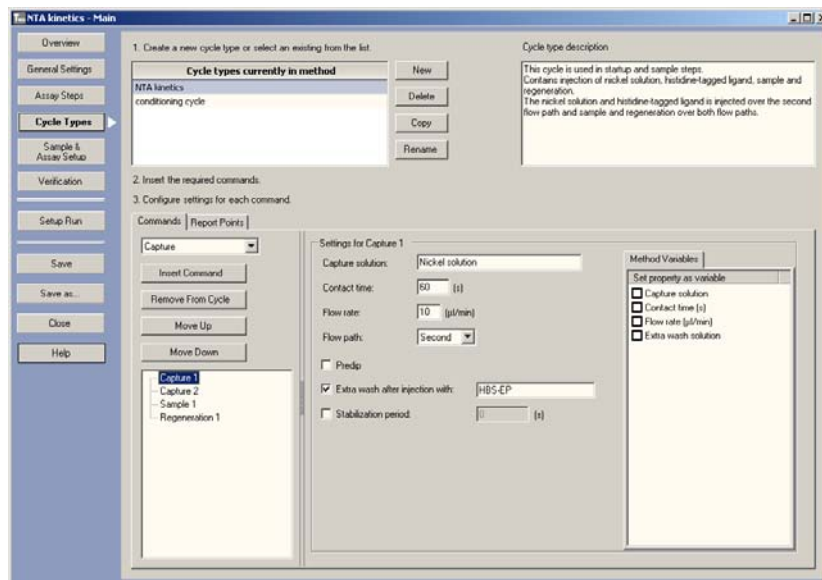 NTA kinetics - Main
Overview
General Settings
Assay Steps
Cycle Types
Sample &
Assay Setup
Verification
Setup Run
Save
Save as...
Close
Help
1. Create a new cycle type or select an existing from the list.
Cycle types currently in method
NTA kinetics
conditioning cycle
New
Delete
Copy
Rename
Cycle type description
This cycle is used in startup and sample steps.
Contains injection of nickel solution, histidine-tagged ligand, sample and
regeneration.
The nickel solution and histidine-tagged ligand is injected over the second
flow path and sample and regeneration over both flow paths.
2. Insert the required commands.
3. Configure settings for each command.
Commands Report Points
Capture
Insert Command
Remove From Cycle
Move Up
Move Down
Capture 1
Capture 2
Sample 1
Regeneration 1
Settings for Capture 1
Capture solution: Nickel solution
Contact time: 60 (s)
Flow rate: 10 (µl/min)
Flow path: Second
Predip
Extra wash after injection with: HBS-EP
Stabilization period: 0 (s)
Method Variables
Set property as variable
Capture solution
Contact time (s)
Flow rate (µl/min)
Extra wash solution